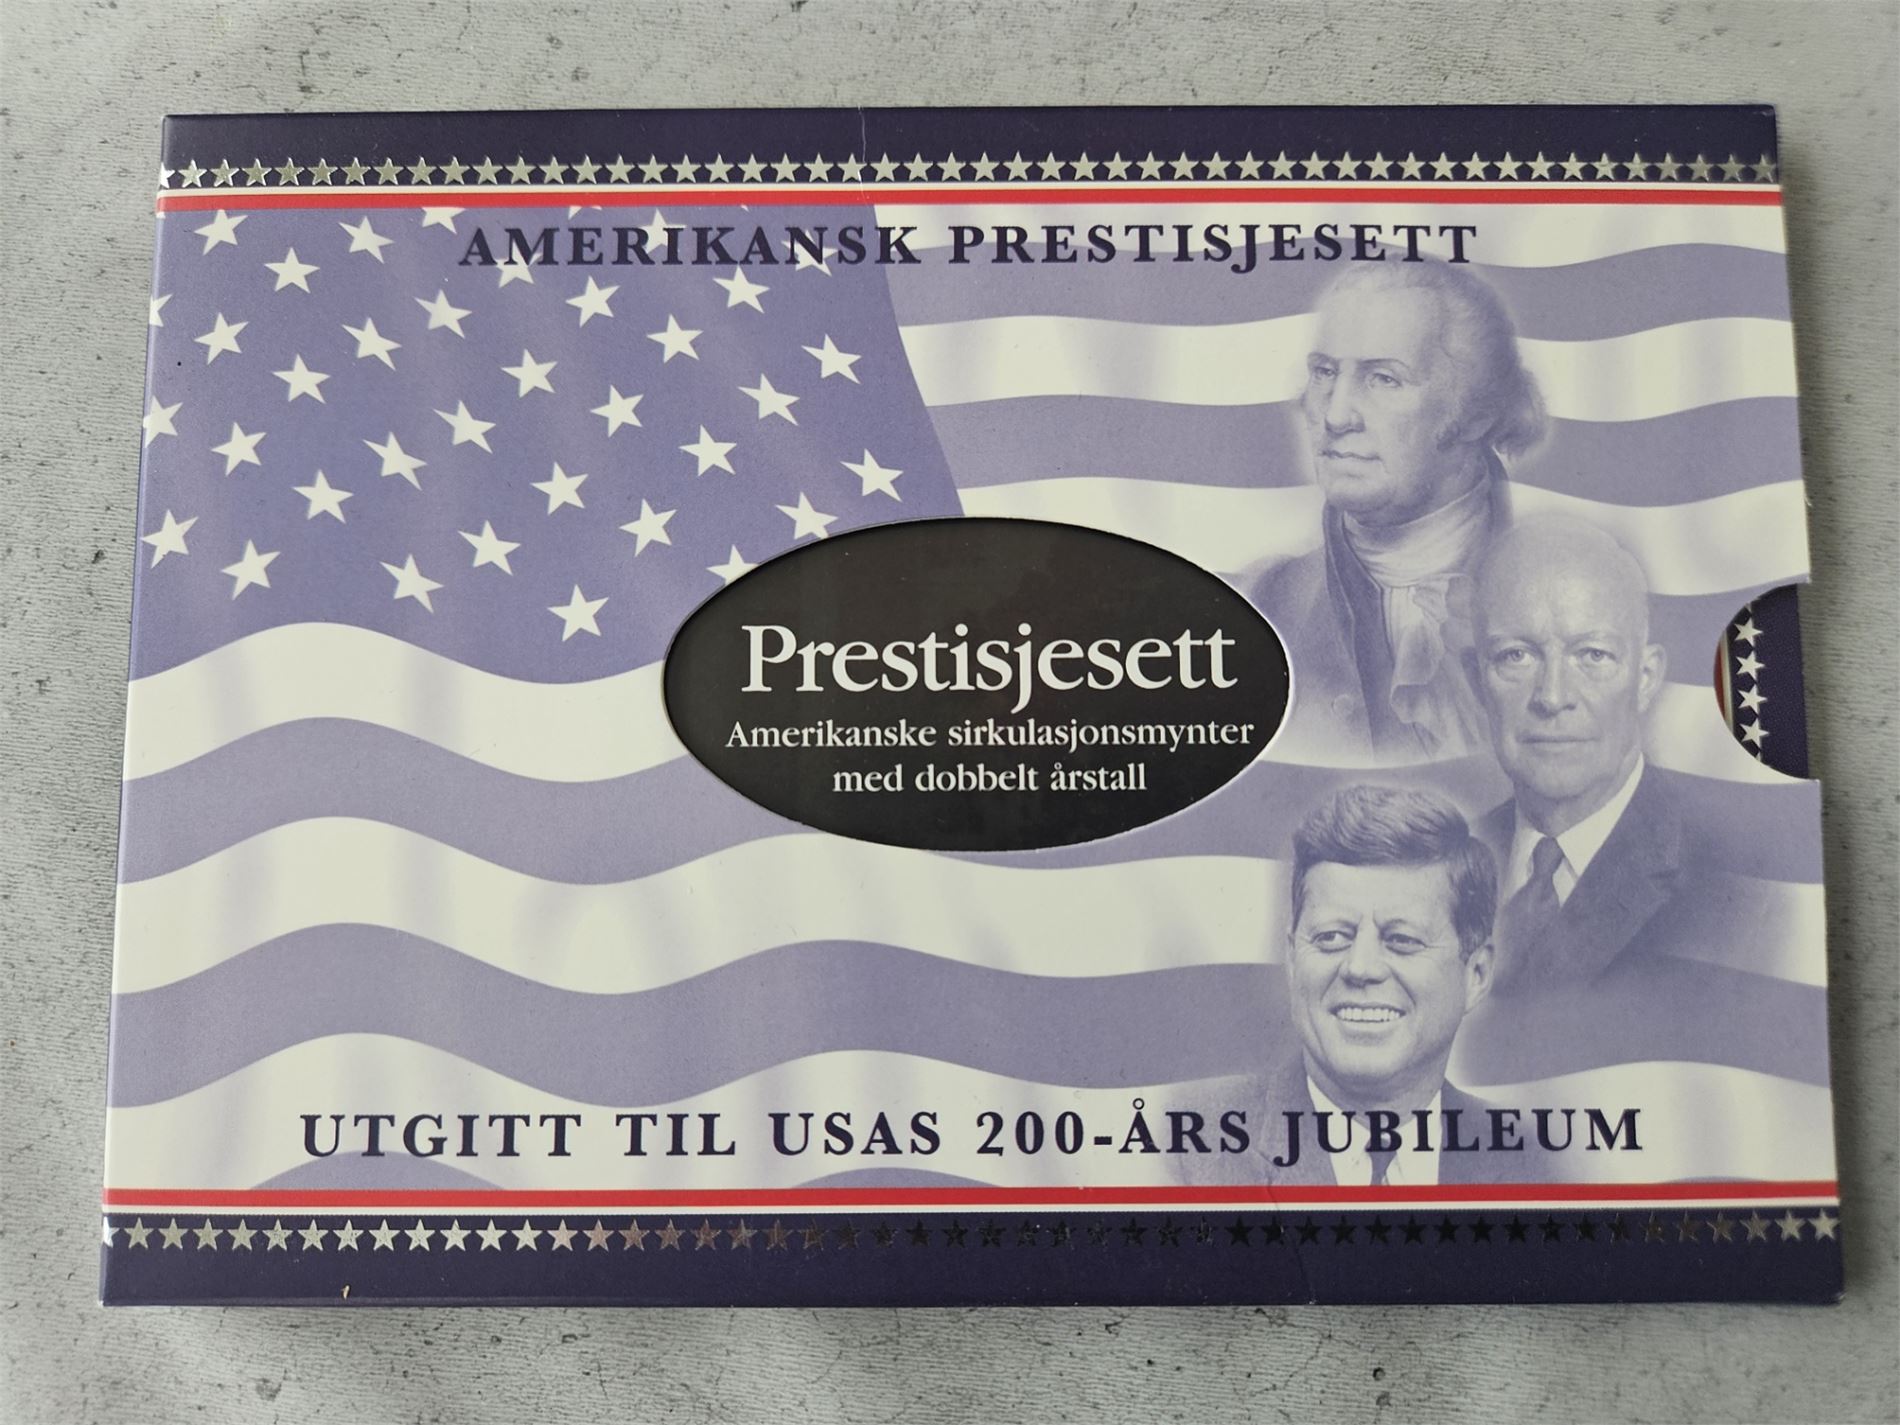 AMERIKANSK PRESTISJESETT
Prestisjesett
Amerikanske sirkulasjonsmynter
med dobbelt årstall
UTGITT TIL USAS 200-ÅRS JUBILEUM